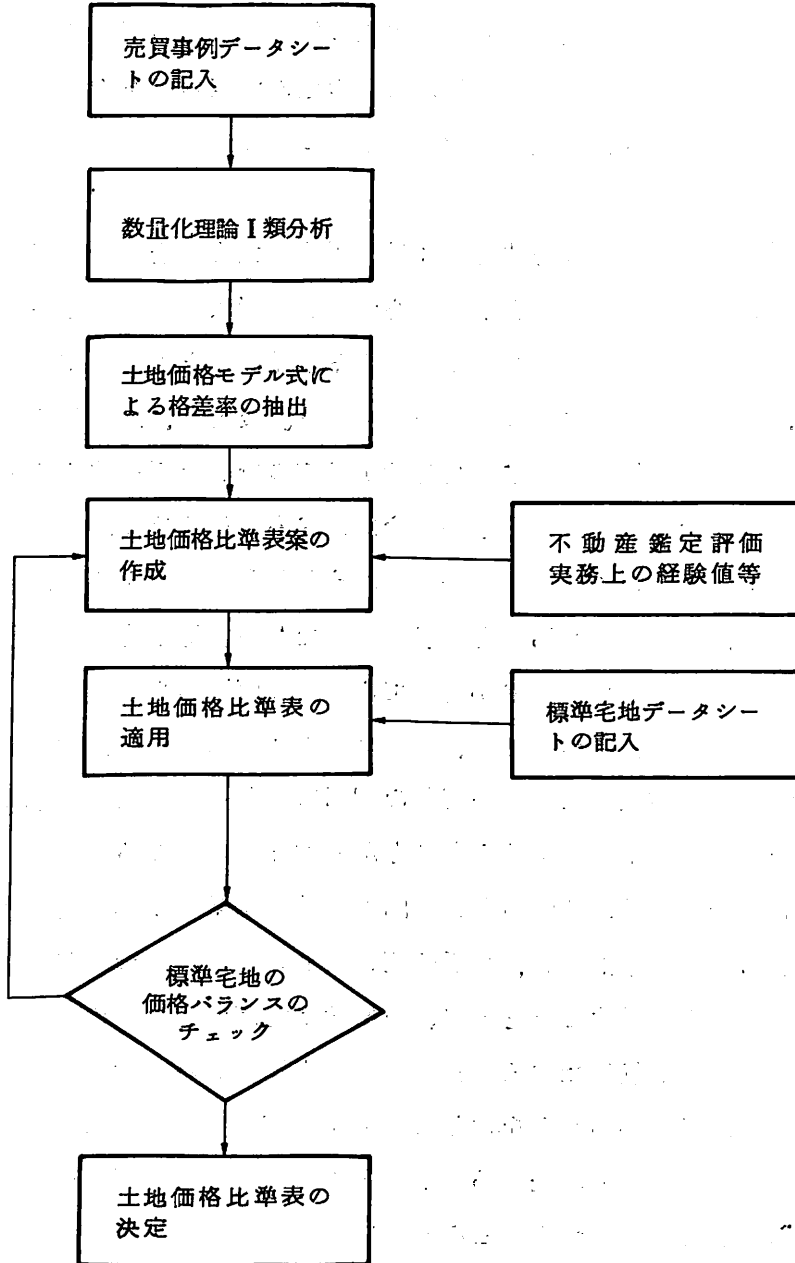 売買事例データシー
トの記入
数量化理論Ⅰ類分析
土地価格モデル式に
よる格差率の抽出
土地価格比準表案の
作成
不動産鑑定評価
実務上の経験値等
土地価格比準表の
適用
標準宅地データシー
トの記入
標準宅地の
価格バランスの
チェック
土地価格比準表の
決定